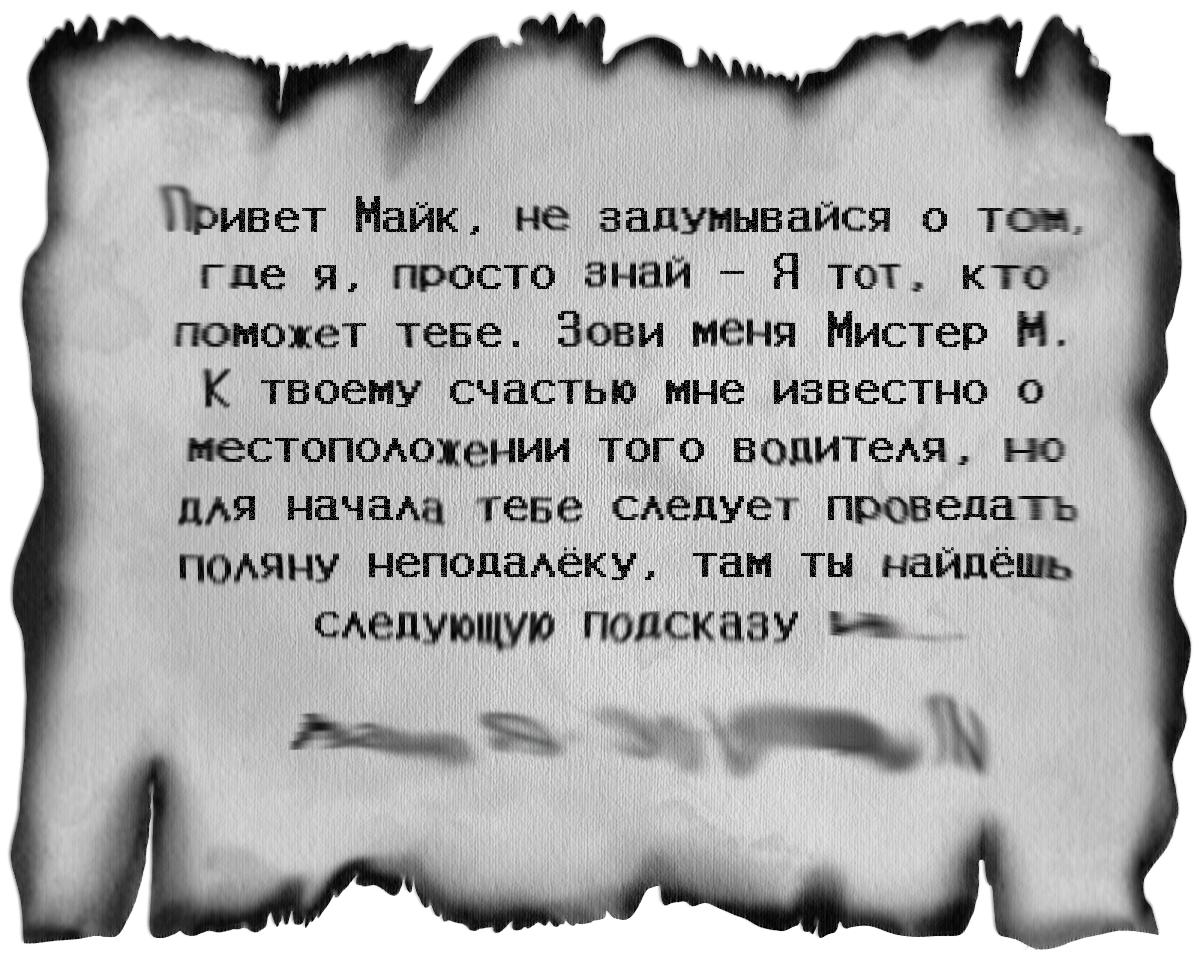 Привет Майк, не задумывайся о том,
где я, просто знай – Я тот, кто
поможет тебе. Зови меня Мистер М.
К твоему счастью мне известно о
местоположении того водителя, но
для начала тебе следует проведать
поляну неподалёку, там ты найдёшь
следующую подсказу